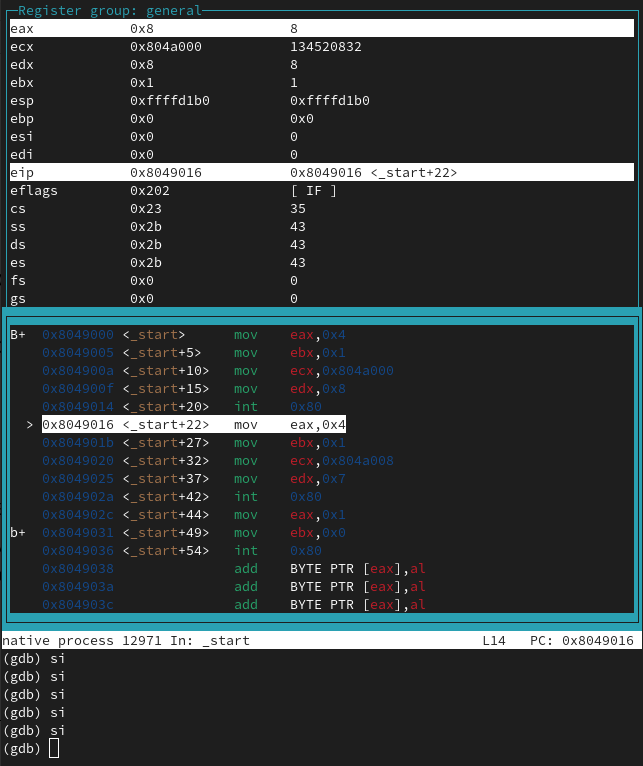 Register group: general
eax 0x8 8
ecx 0x804a000 134520832
edx 0x8 8
ebx 0x1 1
esp 0xffffd1b0 0xffffd1b0
ebp 0x0 0x0
esi 0x0 0
edi 0x0 0
eip 0x8049016 0x8049016 <_start+22>
eflags 0x202 [ IF ]
cs 0x23 35
ss 0x2b 43
ds 0x2b 43
es 0x2b 43
fs 0x0 0
gs 0x0 0
B+ 0x8049000 <_start> mov eax,0x4
0x8049005 <_start+5> mov ebx,0x1
0x804900a <_start+10> mov ecx,0x804a000
0x804900f <_start+15> mov edx,0x8
0x8049014 <_start+20> int 0x80
> 0x8049016 <_start+22> mov eax,0x4
0x804901b <_start+27> mov ebx,0x1
0x8049020 <_start+32> mov ecx,0x804a008
0x8049025 <_start+37> mov edx,0x7
0x804902a <_start+42> int 0x80
0x804902c <_start+44> mov eax,0x1
b+ 0x8049031 <_start+49> mov ebx,0x0
0x8049036 <_start+54> int 0x80
0x8049038 add BYTE PTR [eax],al
0x804903a add BYTE PTR [eax],al
0x804903c add BYTE PTR [eax],al
native process 12971 In: _start L14 PC: 0x8049016
(gdb) si
(gdb) si
(gdb) si
(gdb) si
(gdb) si
(gdb)